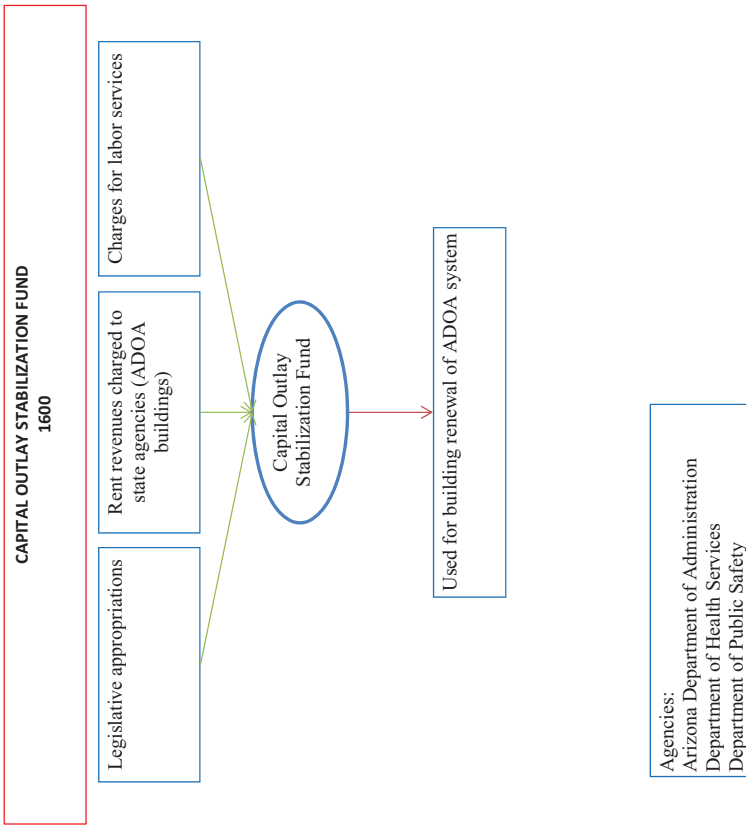 CAPITAL OUTLAY STABILIZATION FUND
1600
Legislative appropriations
Rent revenues charged to
state agencies (ADOA
buildings)
Charges for labor services
Capital Outlay
Stabilization Fund
Used for building renewal of ADOA system
Agencies:
Arizona Department of Administration
Department of Health Services
Department of Public Safety